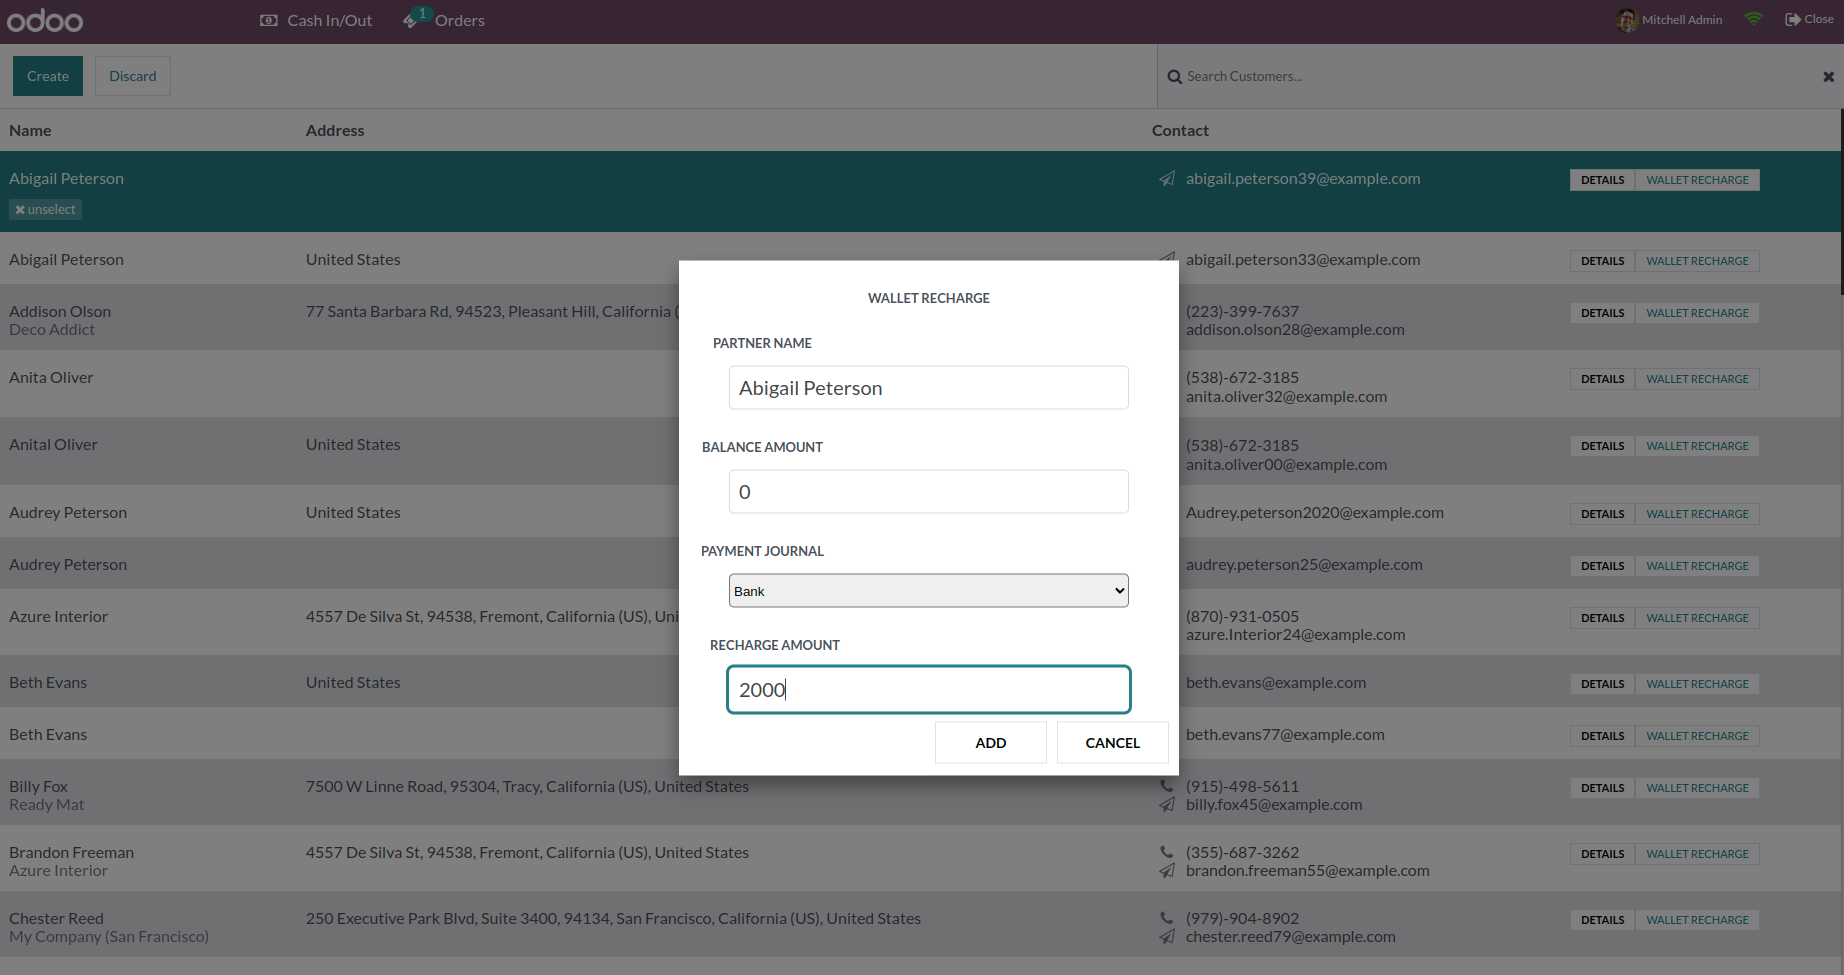 odoo Cash In/Out 1 Orders Mitchell Admin Close
Create Discard Search Customers...
Name Address Contact
Abigail Peterson abigail.peterson39@example.com DETAILS WALLET RECHARGE
unselect
Abigail Peterson United States abigail.peterson33@example.com DETAILS WALLET RECHARGE
Addison Olson 77 Santa Barbara Rd, 94523, Pleasant Hill, California ( (223)-399-7637 DETAILS WALLET RECHARGE
Deco Addict addison.olson28@example.com
Anita Oliver (538)-672-3185 DETAILS WALLET RECHARGE
anita.oliver32@example.com
Anital Oliver United States (538)-672-3185 DETAILS WALLET RECHARGE
anita.oliver00@example.com
Audrey Peterson United States Audrey.peterson2020@example.com DETAILS WALLET RECHARGE
Audrey Peterson audrey.peterson25@example.com DETAILS WALLET RECHARGE
Azure Interior 4557 De Silva St, 94538, Fremont, California (US), Uni (870)-931-0505 DETAILS WALLET RECHARGE
azure.Interior24@example.com
Beth Evans United States beth.evans@example.com DETAILS WALLET RECHARGE
Beth Evans beth.evans77@example.com DETAILS WALLET RECHARGE
Billy Fox 7500 W Linne Road, 95304, Tracy, California (US), United States (915)-498-5611 DETAILS WALLET RECHARGE
Ready Mat billy.fox45@example.com
Brandon Freeman 4557 De Silva St, 94538, Fremont, California (US), United States (355)-687-3262 DETAILS WALLET RECHARGE
Azure Interior brandon.freeman55@example.com
Chester Reed 250 Executive Park Blvd, Suite 3400, 94134, San Francisco, California (US), United States (979)-904-8902 DETAILS WALLET RECHARGE
My Company (San Francisco) chester.reed79@example.com
WALLET RECHARGE
PARTNER NAME
Abigail Peterson
BALANCE AMOUNT
0
PAYMENT JOURNAL
Bank
RECHARGE AMOUNT
2000
ADD CANCEL